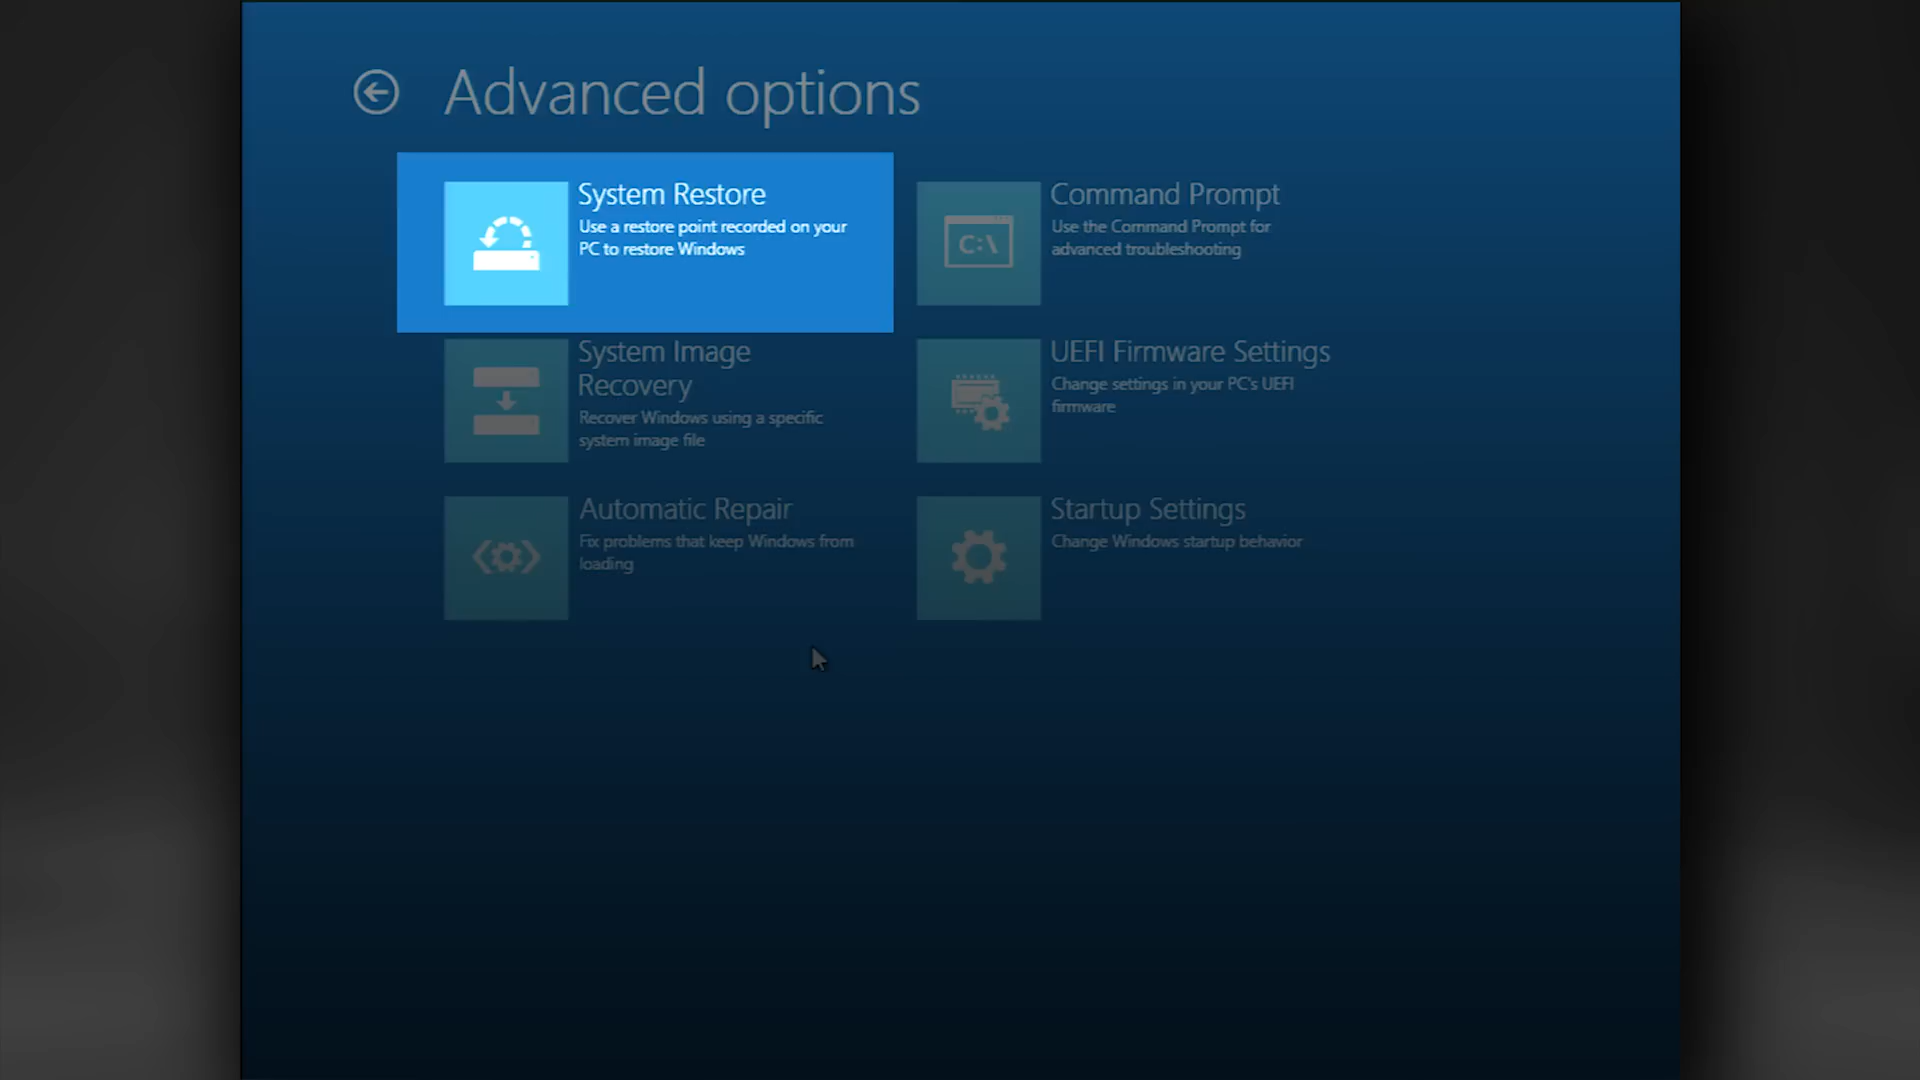 Advanced options
System Restore
Use a restore point recorded on your
PC to restore Windows
Command Prompt
Use the Command Prompt for
advanced troubleshooting
C:\
System Image
Recovery
Recover Windows using a specific
system image file
UEFI Firmware Settings
Change settings in your PC's UEFI
firmware
Automatic Repair
Fix problems that keep Windows from
loading
Startup Settings
Change Windows startup behavior